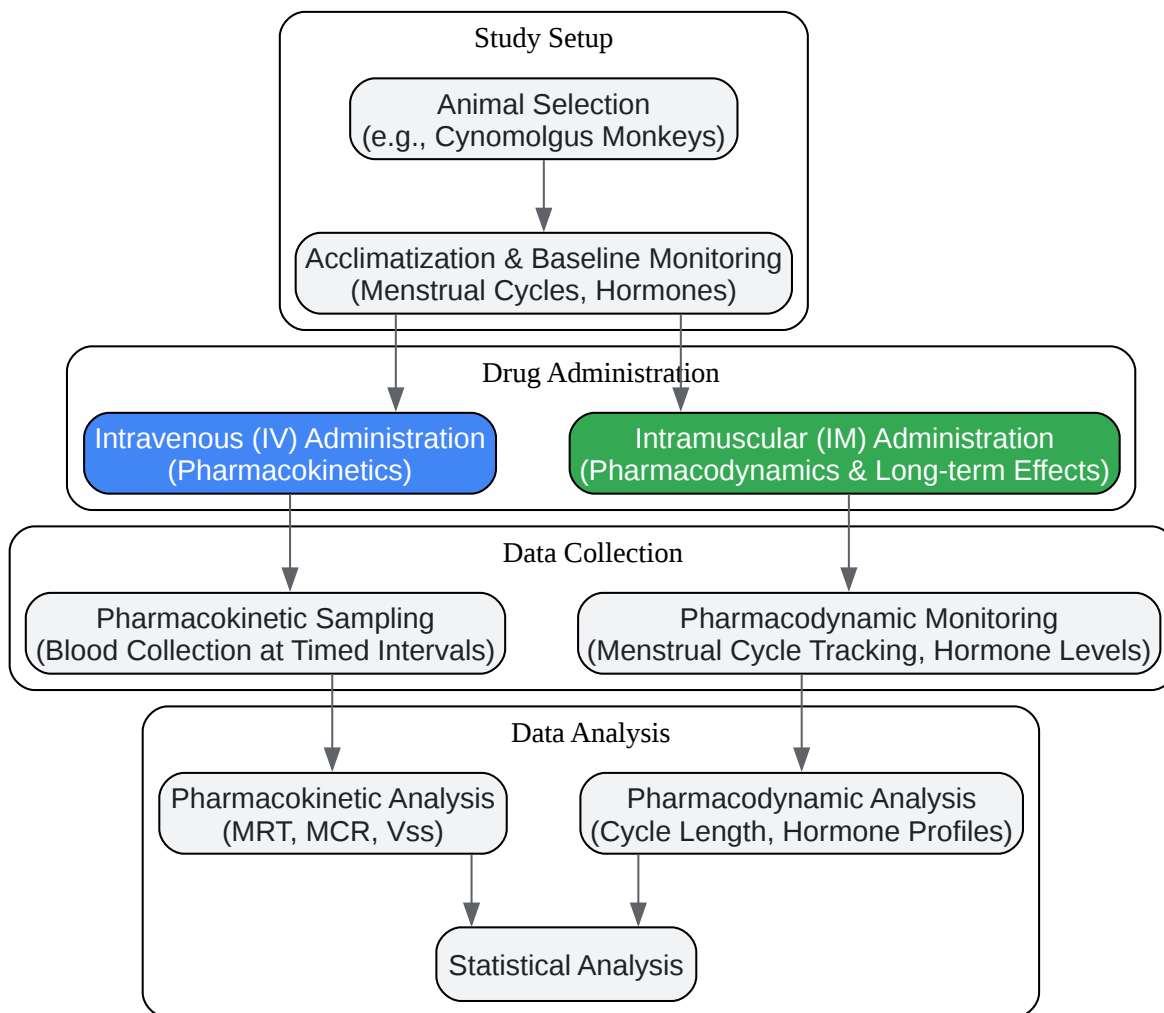 Study Setup
Animal Selection
(e.g., Cynomolgus Monkeys)
Acclimatization & Baseline Monitoring
(Menstrual Cycles, Hormones)
Drug Administration
Intravenous (IV) Administration
(Pharmacokinetics)
Intramuscular (IM) Administration
(Pharmacodynamics & Long-term Effects)
Data Collection
Pharmacokinetic Sampling
(Blood Collection at Timed Intervals)
Pharmacodynamic Monitoring
(Menstrual Cycle Tracking, Hormone Levels)
Data Analysis
Pharmacokinetic Analysis
(MRT, MCR, Vss)
Pharmacodynamic Analysis
(Cycle Length, Hormone Profiles)
Statistical Analysis